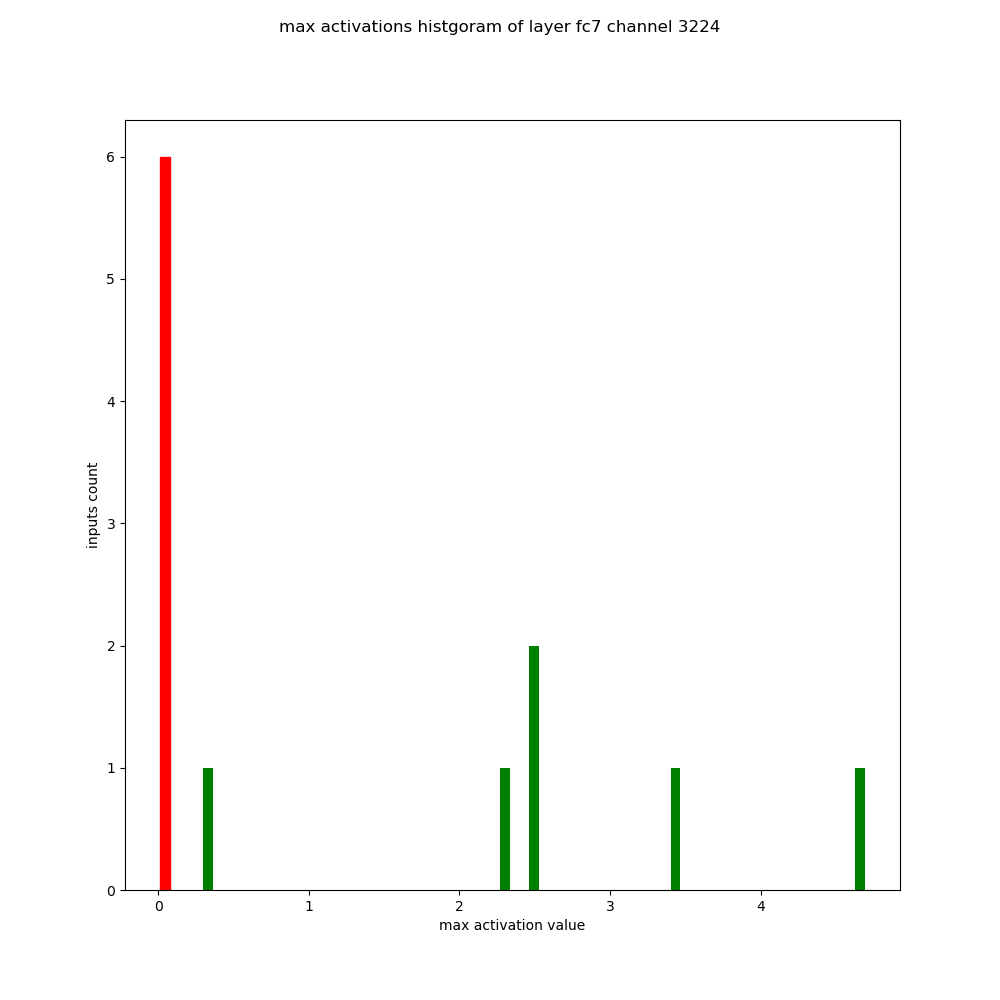 max activations histgoram of layer fc7 channel 3224
6
5
4
3
2
1
0
inputs count
0 1 2 3 4
max activation value